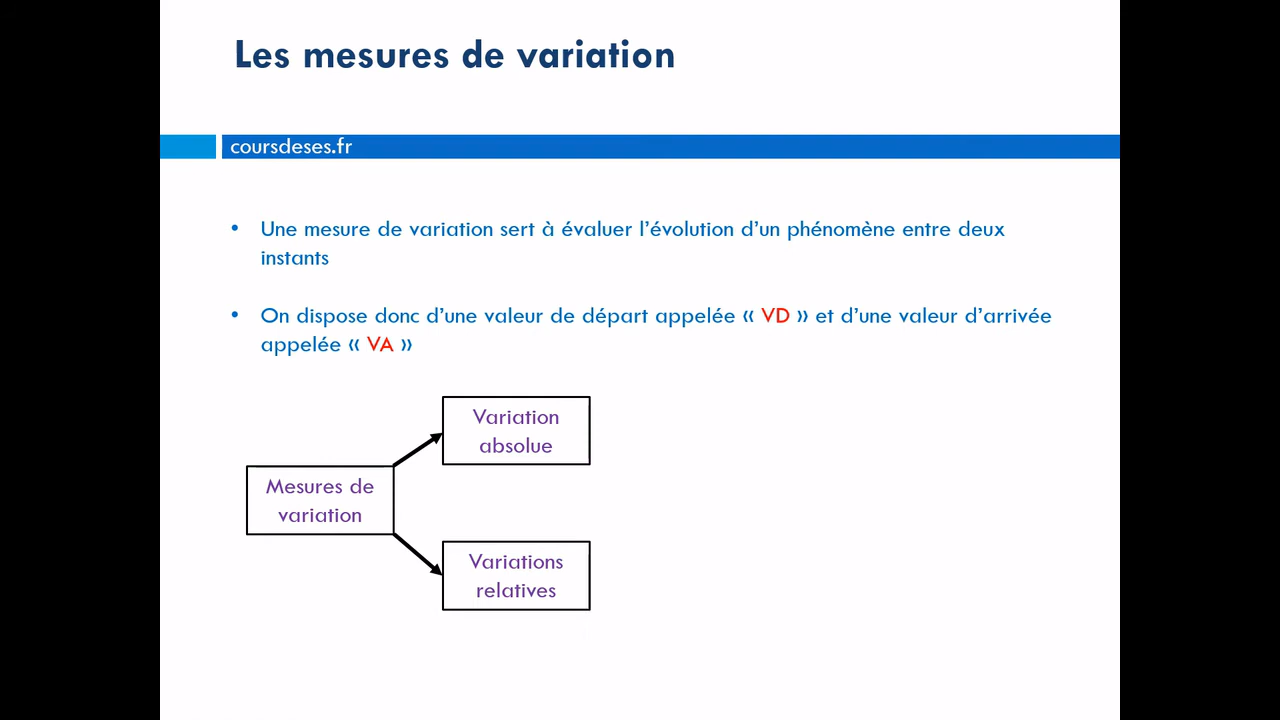 Les mesures de variation
coursdeses.fr
• Une mesure de variation sert à évaluer l’évolution d’un phénomène entre deux
instants
• On dispose donc d’une valeur de départ appelée « VD » et d’une valeur d’arrivée
appelée « VA »
Variation
absolue
Mesures de
variation
Variations
relatives